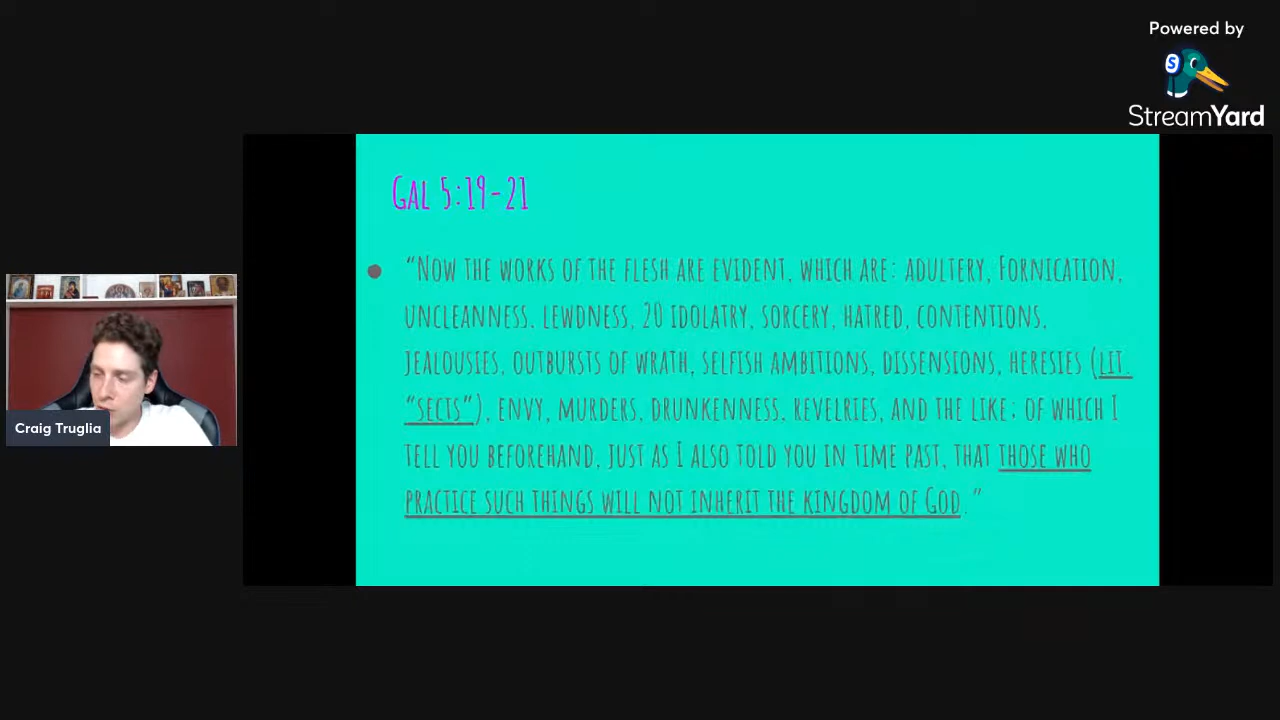 Powered by
StreamYard
Gal 5:19-21
“Now the works of the flesh are evident, which are: adultery, Fornication,
uncleanness, lewdness, 20 idolatry, sorcery, hatred, contentions,
jealousies, outbursts of wrath, selfish ambitions, dissensions, heresies (lit.
“sects”), envy, murders, drunkenness, revelries, and the like; of which I
tell you beforehand, just as I also told you in time past, that those who
practice such things will not inherit the kingdom of God.”
Craig Truglia